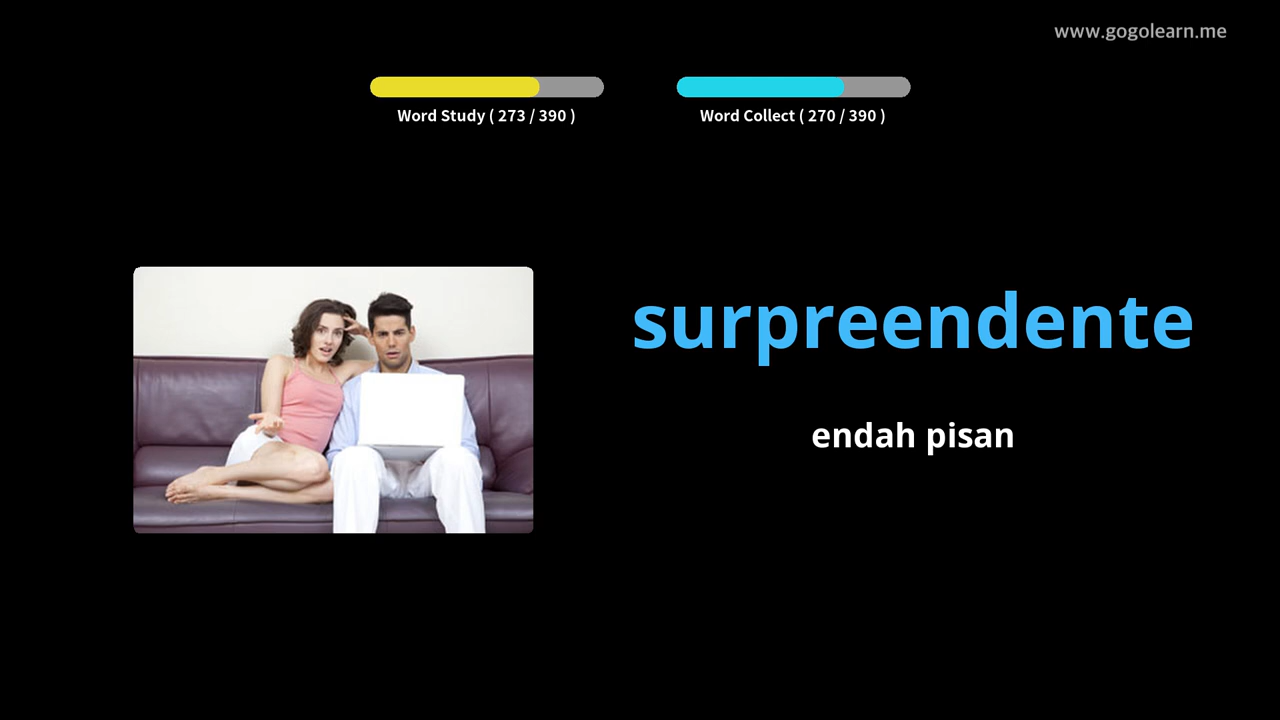 www.gogolearn.me
Word Study ( 273 / 390 )
Word Collect ( 270 / 390 )
surpreendente
endah pisan